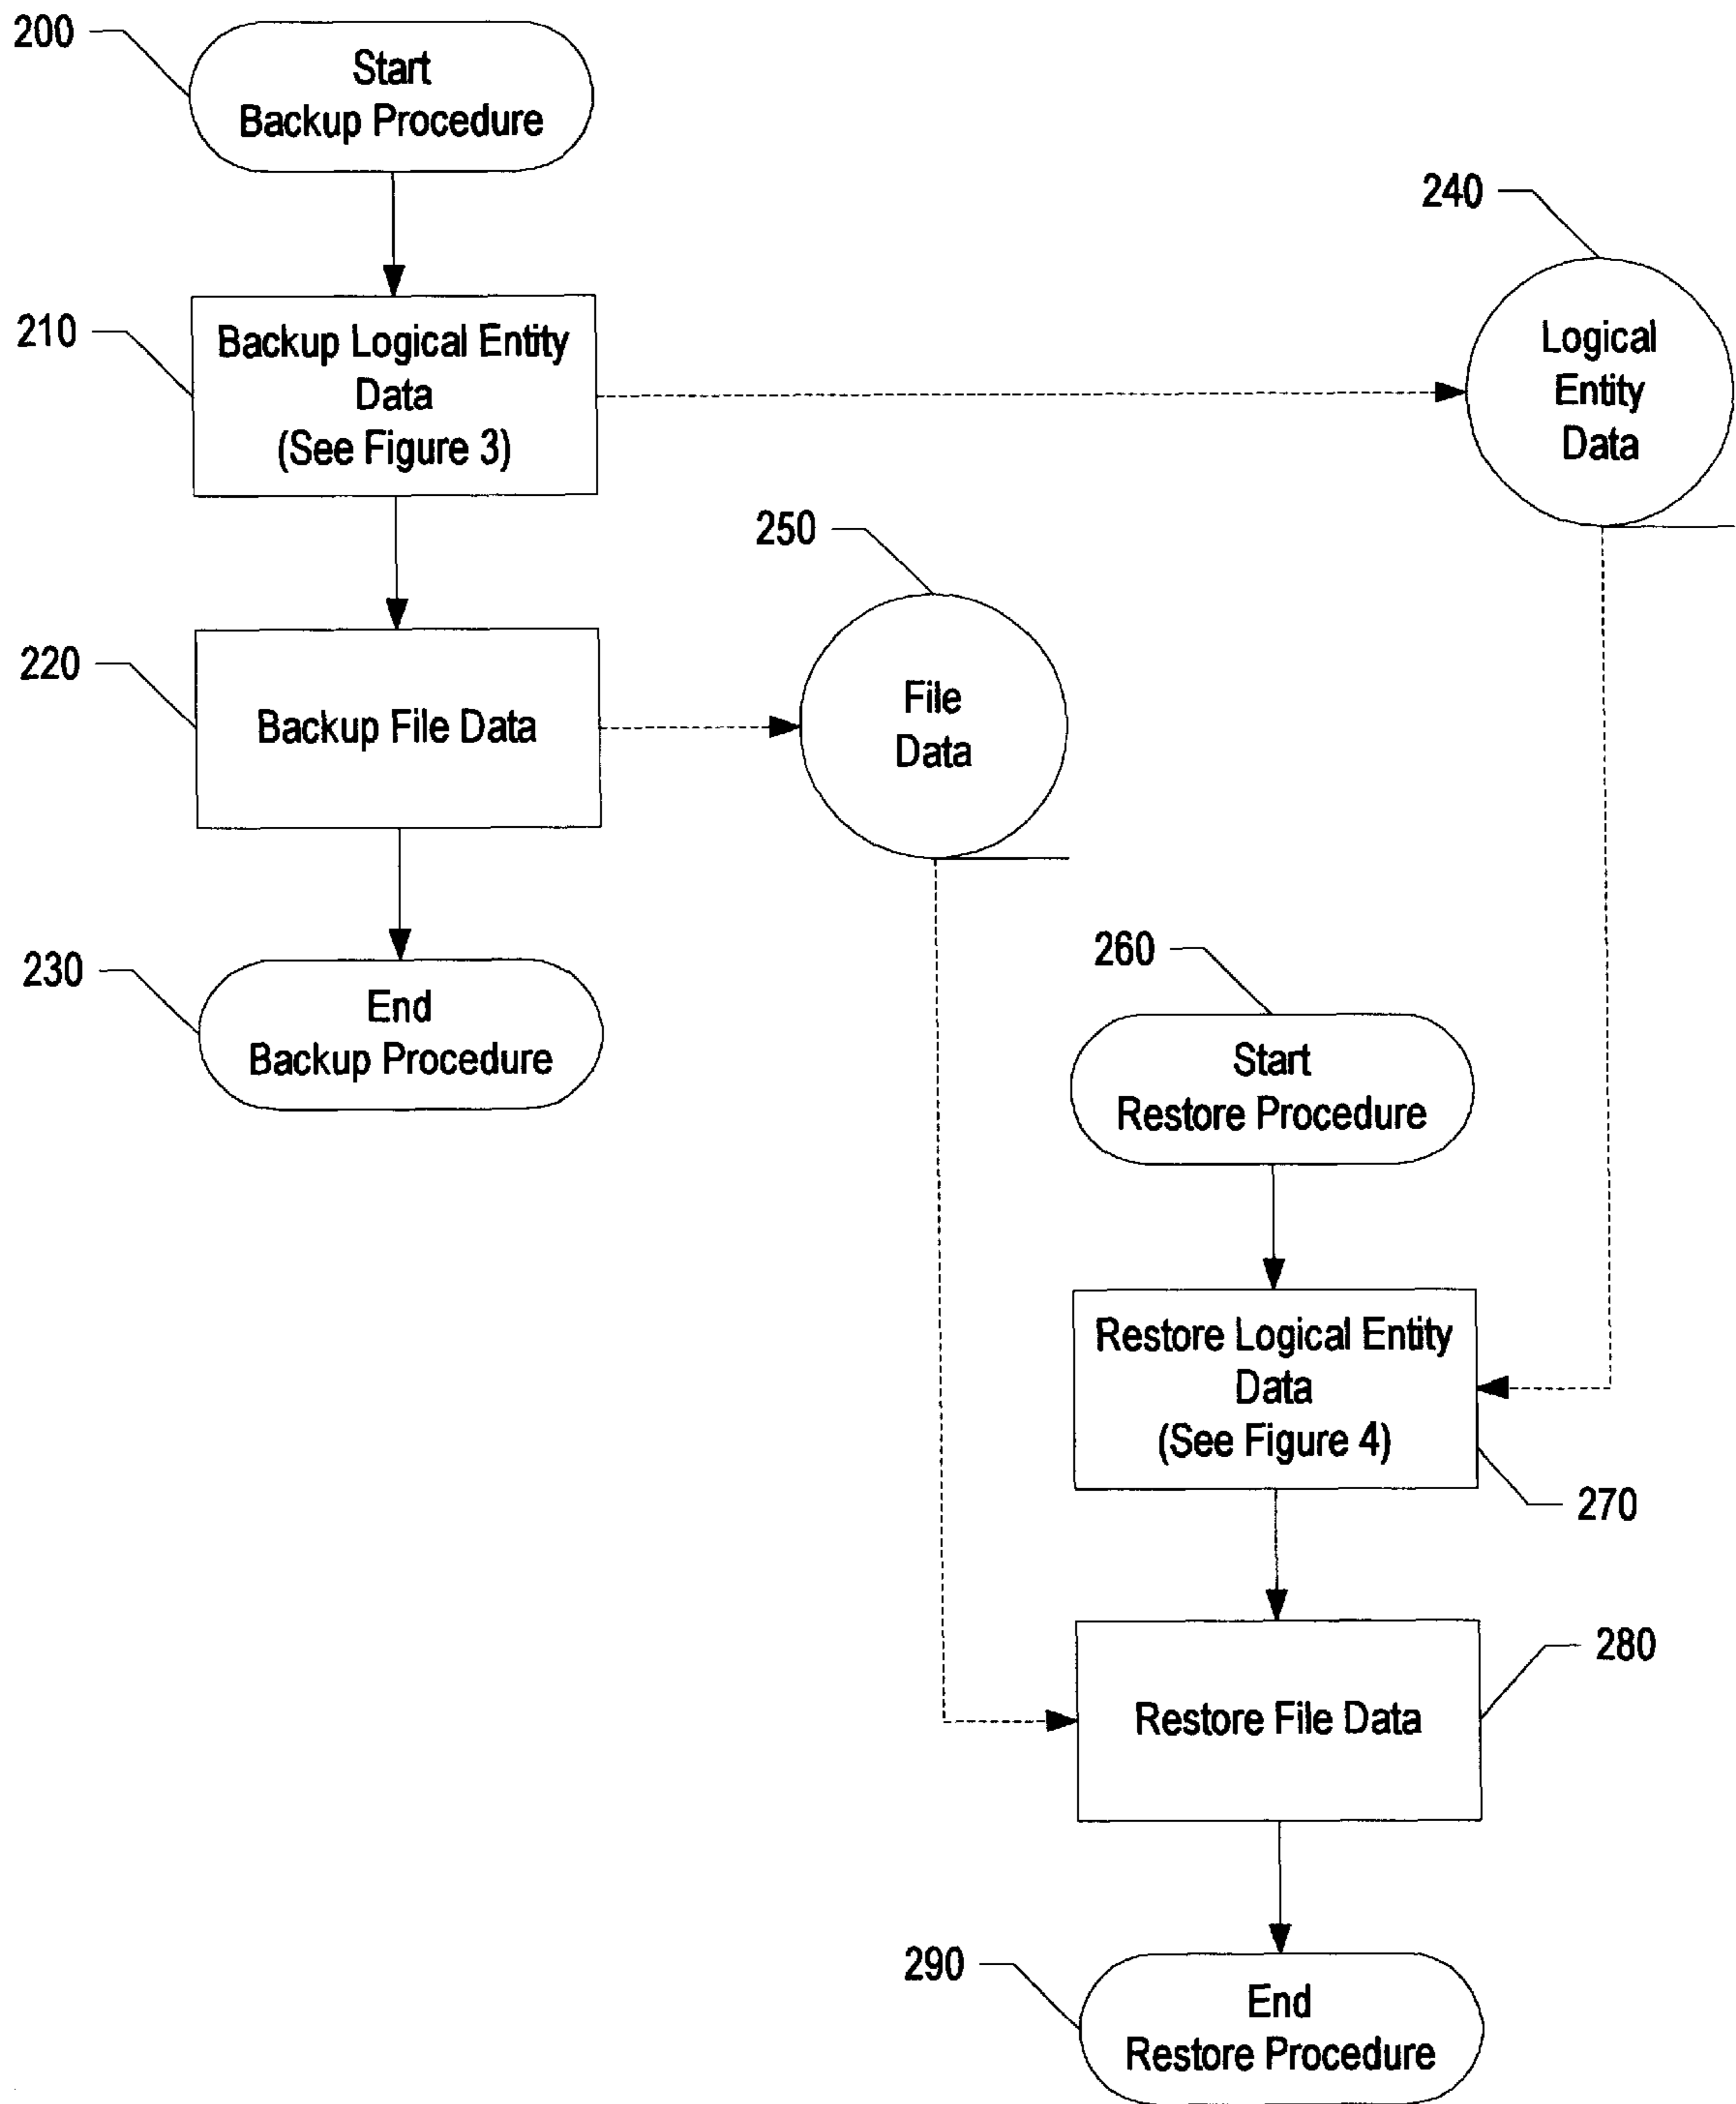 200
Start
Backup Procedure
240
210
Backup Logical Entity
Data
(See Figure 3)
Logical
Entity
Data
250
220
Backup File Data
File
Data
230
End
Backup Procedure
260
Start
Restore Procedure
Restore Logical Entity
Data
(See Figure 4)
270
280
Restore File Data
290
End
Restore Procedure